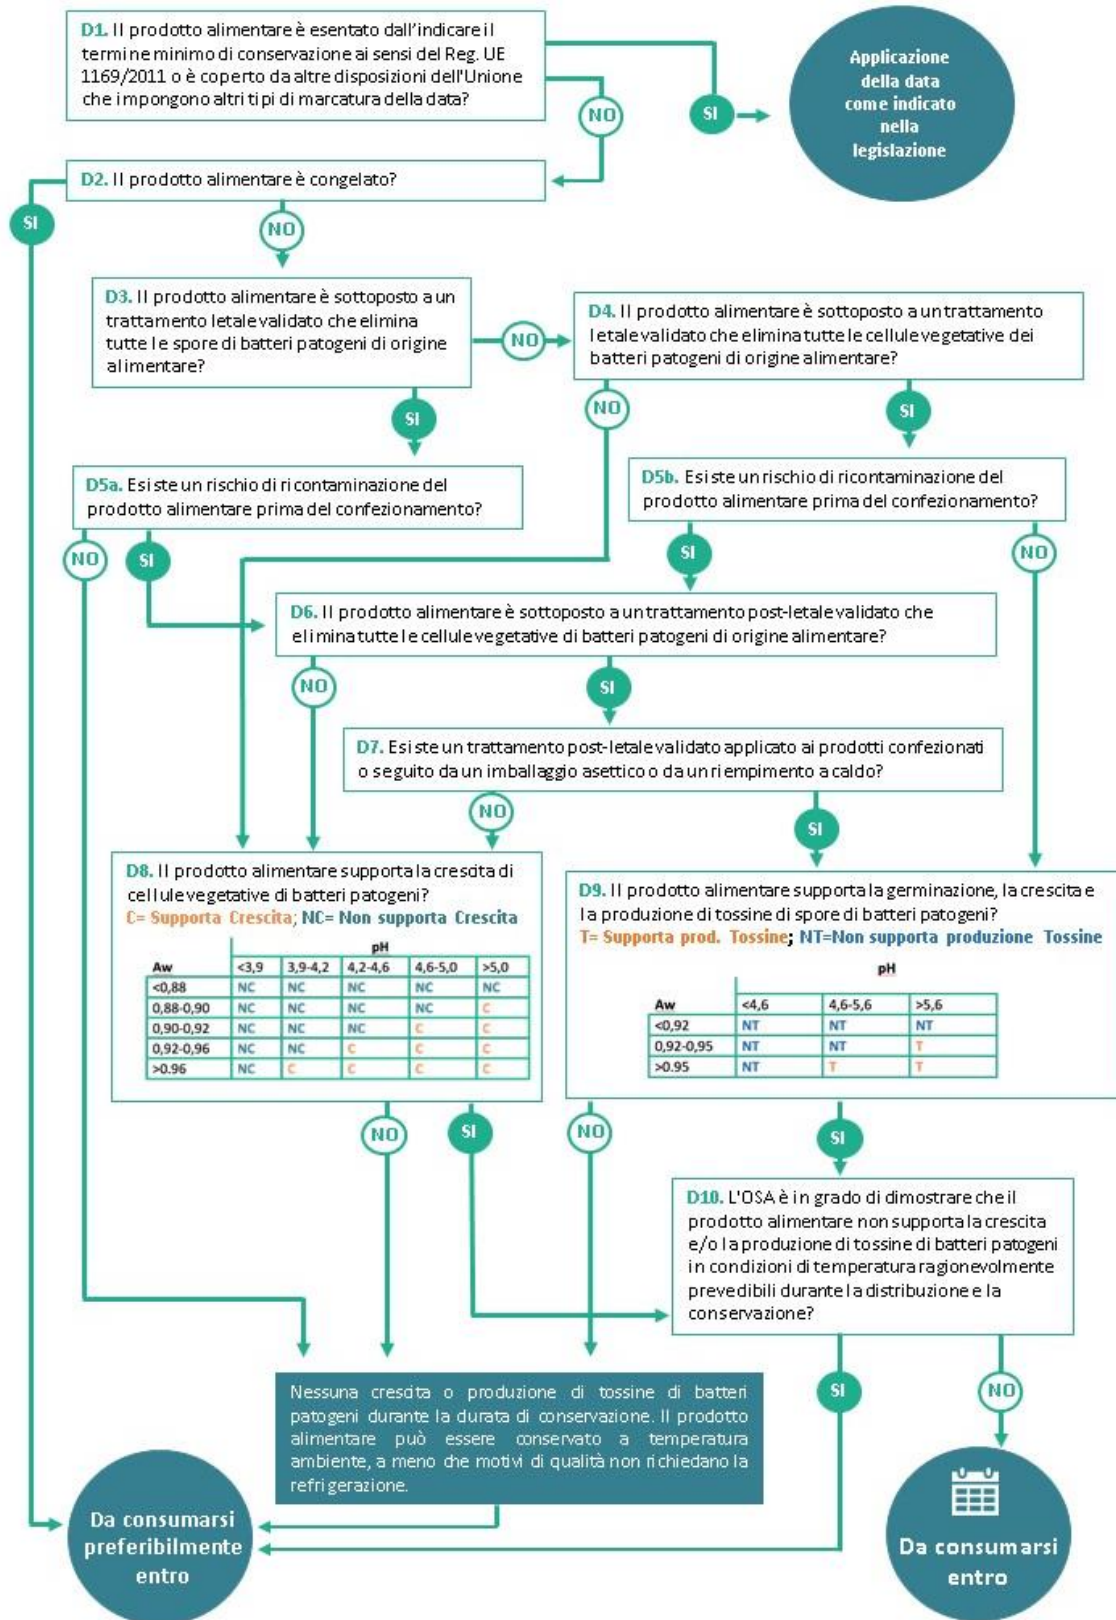 D1. Il prodotto alimentare è esentato dall'indicare il
termine minimo di conservazione ai sensi del Reg. UE
1169/2011 o è coperto da altre disposizioni dell'Unione
che impongono altri tipi di marcatura della data?
Applicazione
della data
come indicato
nella
legislazione
SI
NO
D2. Il prodotto alimentare è congelato?
SI
NO
D3. Il prodotto alimentare è sottoposto a un
trattamento letale validato che elimina
tutte le spore di batteri patogeni di origine
alimentare?
NO
D4. Il prodotto alimentare è sottoposto a un trattamento
letale validato che elimina tutte le cellule vegetative dei
batteri patogeni di origine alimentare?
SI
NO
SI
D5a. Esiste un rischio di ricontaminazione del
prodotto alimentare prima del confezionamento?
D5b. Esiste un rischio di ricontaminazione del
prodotto alimentare prima del confezionamento?
NO
SI
SI
NO
D6. Il prodotto alimentare è sottoposto a un trattamento post-letale validato che
elimina tutte le cellule vegetative di batteri patogeni di origine alimentare?
NO
SI
D7. Esiste un trattamento post-letale validato applicato ai prodotti confezionati
o seguito da un imballaggio asettico o da un riempimento a caldo?
NO
SI
D8. Il prodotto alimentare supporta la crescita di
cellule vegetative di batteri patogeni?
C= Supporta Crescita; NC= Non supporta Crescita
pH
Aw <3,9 3,9-4,2 4,2-4,6 4,6-5,0 >5,0
<0,88 NC NC NC NC NC
0,88-0,90 NC NC NC NC C
0,90-0,92 NC NC NC C C
0,92-0,96 NC NC C C C
>0.96 NC C C C C
D9. Il prodotto alimentare supporta la germinazione, la crescita e
la produzione di tossine di spore di batteri patogeni?
T= Supporta prod. Tossine; NT=Non supporta produzione Tossine
pH
Aw <4,6 4,6-5,6 >5,6
<0,92 NT NT NT
0,92-0,95 NT NT T
>0.95 NT T T
NO
SI
NO
SI
D10. L'OSA è in grado di dimostrare che il
prodotto alimentare non supporta la crescita
e/o la produzione di tossine di batteri patogeni
in condizioni di temperatura ragionevolmente
prevedibili durante la distribuzione e la
conservazione?
SI
NO
Nessuna crescita o produzione di tossine di batteri
patogeni durante la durata di conservazione. Il prodotto
alimentare può essere conservato a temperatura
ambiente, a meno che motivi di qualità non richiedano la
refrigerazione.
Da consumarsi
preferibilmente
entro
Da consumarsi
entro